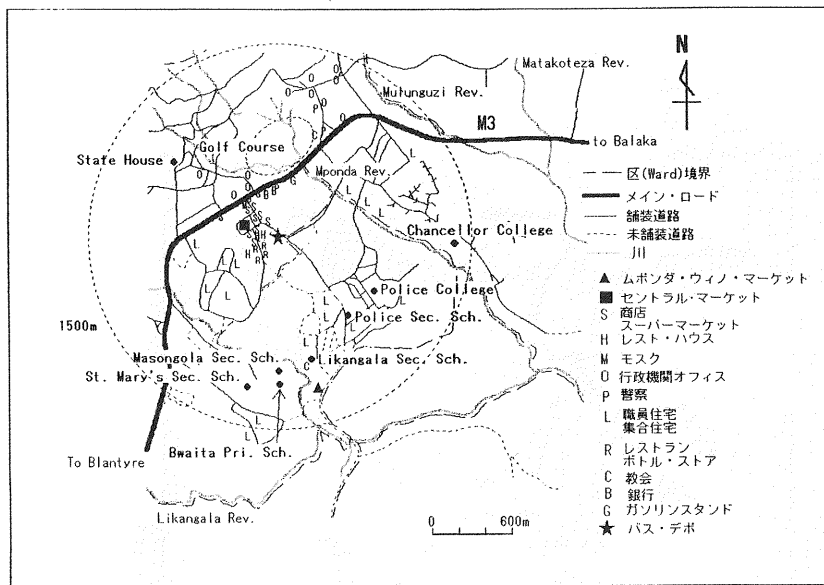 N
Matakoteza Rev.
Mulunguzi Rev.
M3
to Balaka
Golf Course
State House
Mponda Rev.
Chancellor College
Police College
Police Sec. Sch.
1500m
Masongola Sec. Sch.
Likangala Sec. Sch.
St. Mary's Sec. Sch.
Bwaita Pri. Sch.
To Blantyre
Likangala Rev.
0 600m
区(Ward)境界
メイン・ロード
舗装道路
未舗装道路
川
ムポンダ・ウィノ・マーケット
セントラル・マーケット
S 商店
スーパーマーケット
H レスト・ハウス
M モスク
O 行政機関オフィス
P 警察
L 職員住宅
集合住宅
R レストラン
ボトル・ストア
C 教会
B 銀行
G ガソリンスタンド
バス・デポ